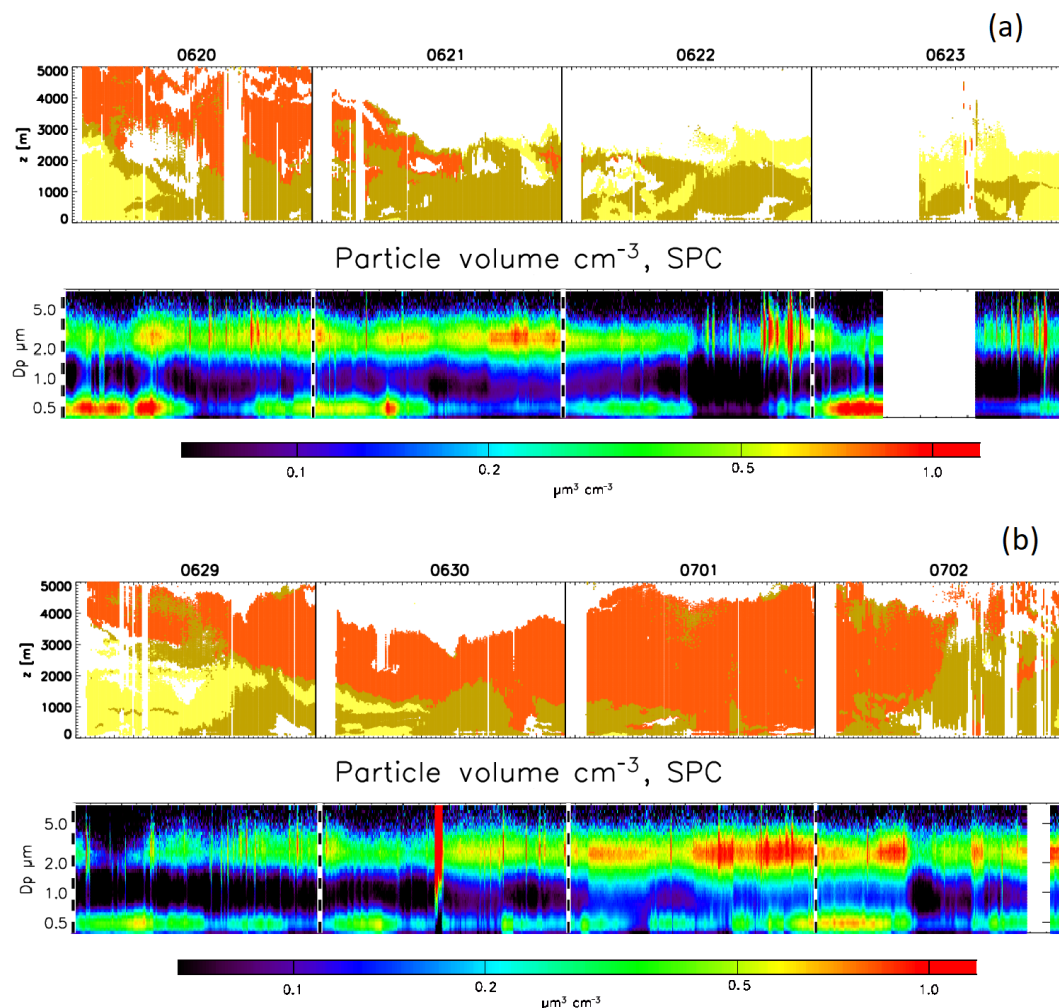 (a)
0620 0621 0622 0623
5000
4000
3000
2000
1000
0
z [m]
Particle volume cm⁻³, SPC
5.0
2.0
1.0
0.5
Dp µm
0.1 0.2 0.5 1.0
µm³ cm⁻³
(b)
0629 0630 0701 0702
5000
4000
3000
2000
1000
0
z [m]
Particle volume cm⁻³, SPC
5.0
2.0
1.0
0.5
Dp µm
0.1 0.2 0.5 1.0
µm³ cm⁻³